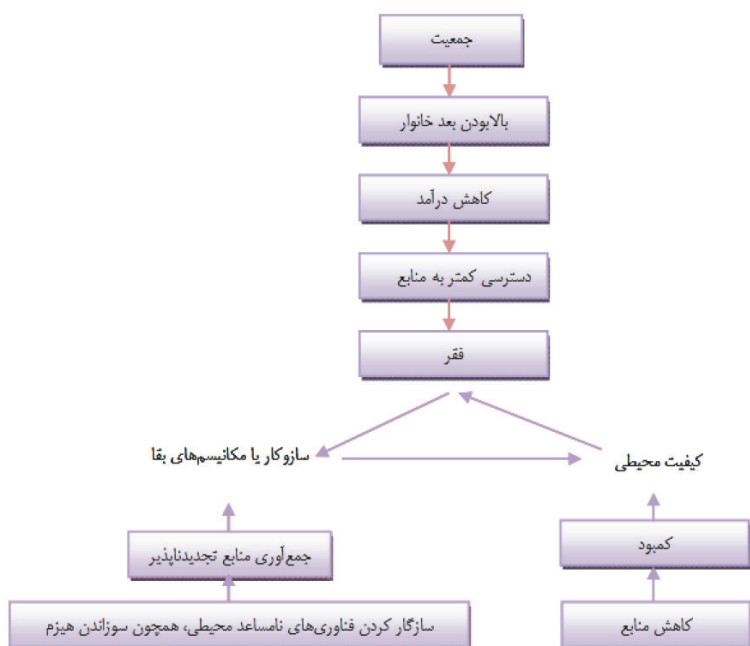 جمعیت
بالابودن بعد خانوار
کاهش درآمد
دسترسی کمتر به منابع
فقر
سازوکار یا مکانیسم‌های بقا
کیفیت محیطی
جمع‌آوری منابع تجدیدناپذیر
کمبود
سازگار کردن فناوری‌های نامساعد محیطی، همچون سوزاندن هیزم
کاهش منابع